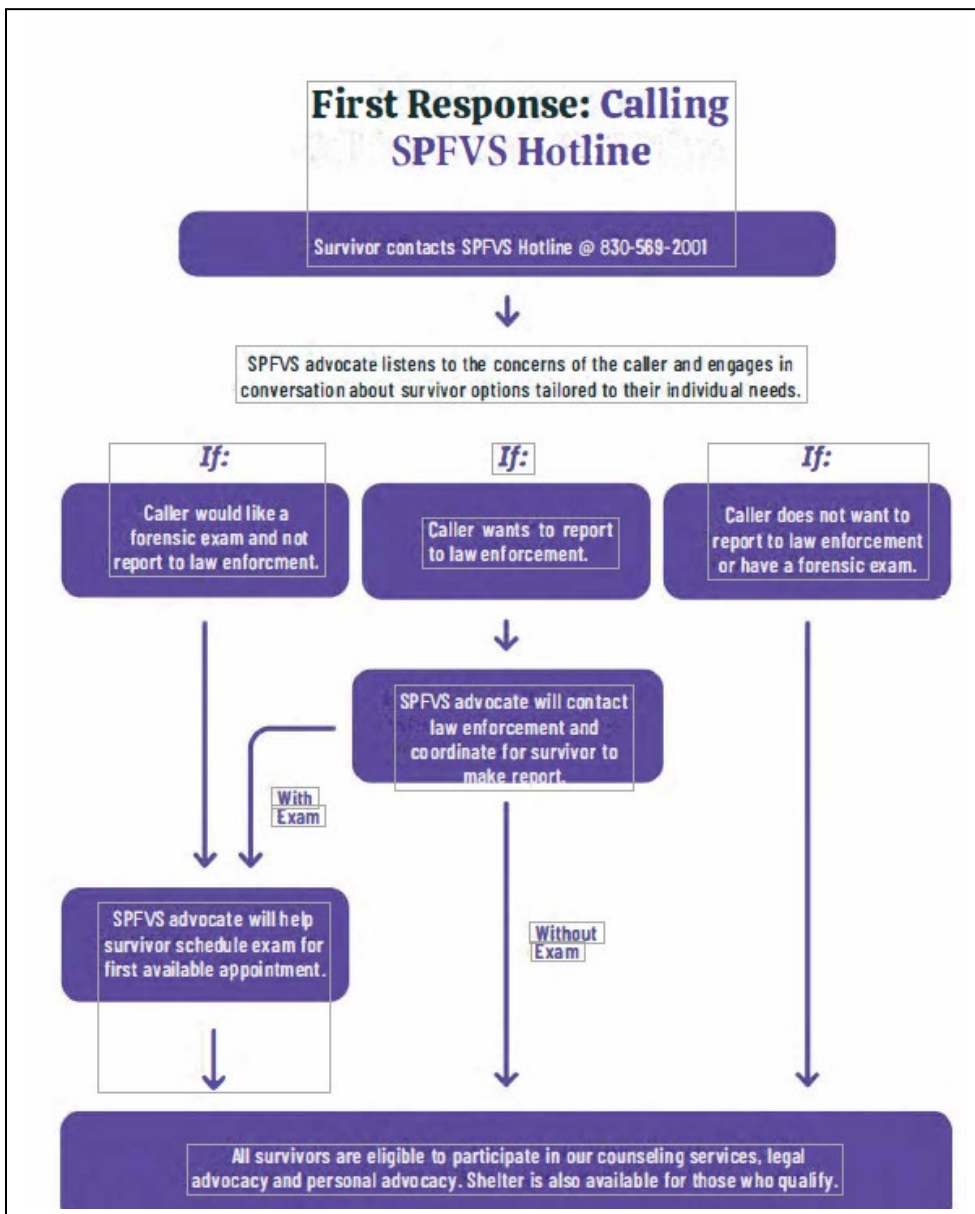 First Response: Calling
SPFVS Hotline
Survivor contacts SPFVS Hotline @ 830-569-2001
SPFVS advocate listens to the concerns of the caller and engages in
conversation about survivor options tailored to their individual needs.
If:
Caller would like a
forensic exam and not
report to law enforcment.
If:
Caller wants to report
to law enforcement.
If:
Caller does not want to
report to law enforcement
or have a forensic exam.
SPFVS advocate will contact
law enforcement and
coordinate for survivor to
make report.
With
Exam
SPFVS advocate will help
survivor schedule exam for
first available appointment.
Without
Exam
All survivors are eligible to participate in our counseling services, legal
advocacy and personal advocacy. Shelter is also available for those who qualify.